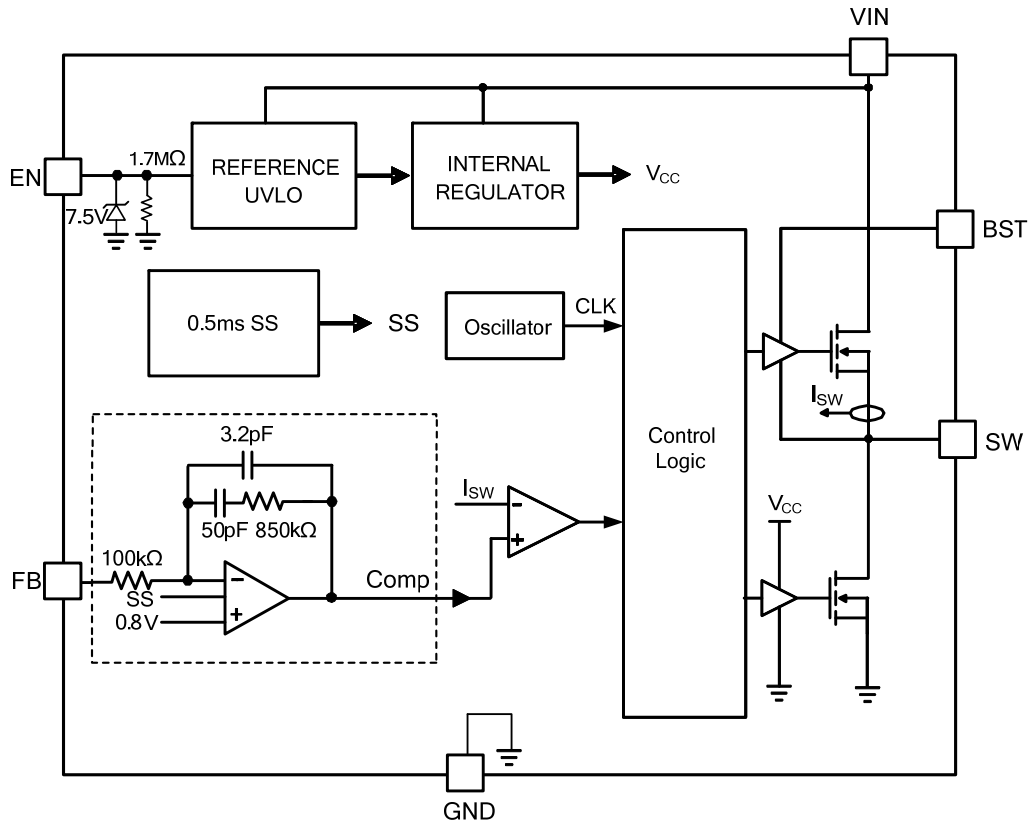 VIN
1.7MΩ
REFERENCE
UVLO
INTERNAL
REGULATOR
VCC
EN
7.5V
BST
0.5ms SS
SS
Oscillator
CLK
ISW
3.2pF
50pF 850kΩ
ISW
-
+
Control
Logic
SW
VCC
100kΩ
FB
-
SS
+
0.8V
Comp
GND